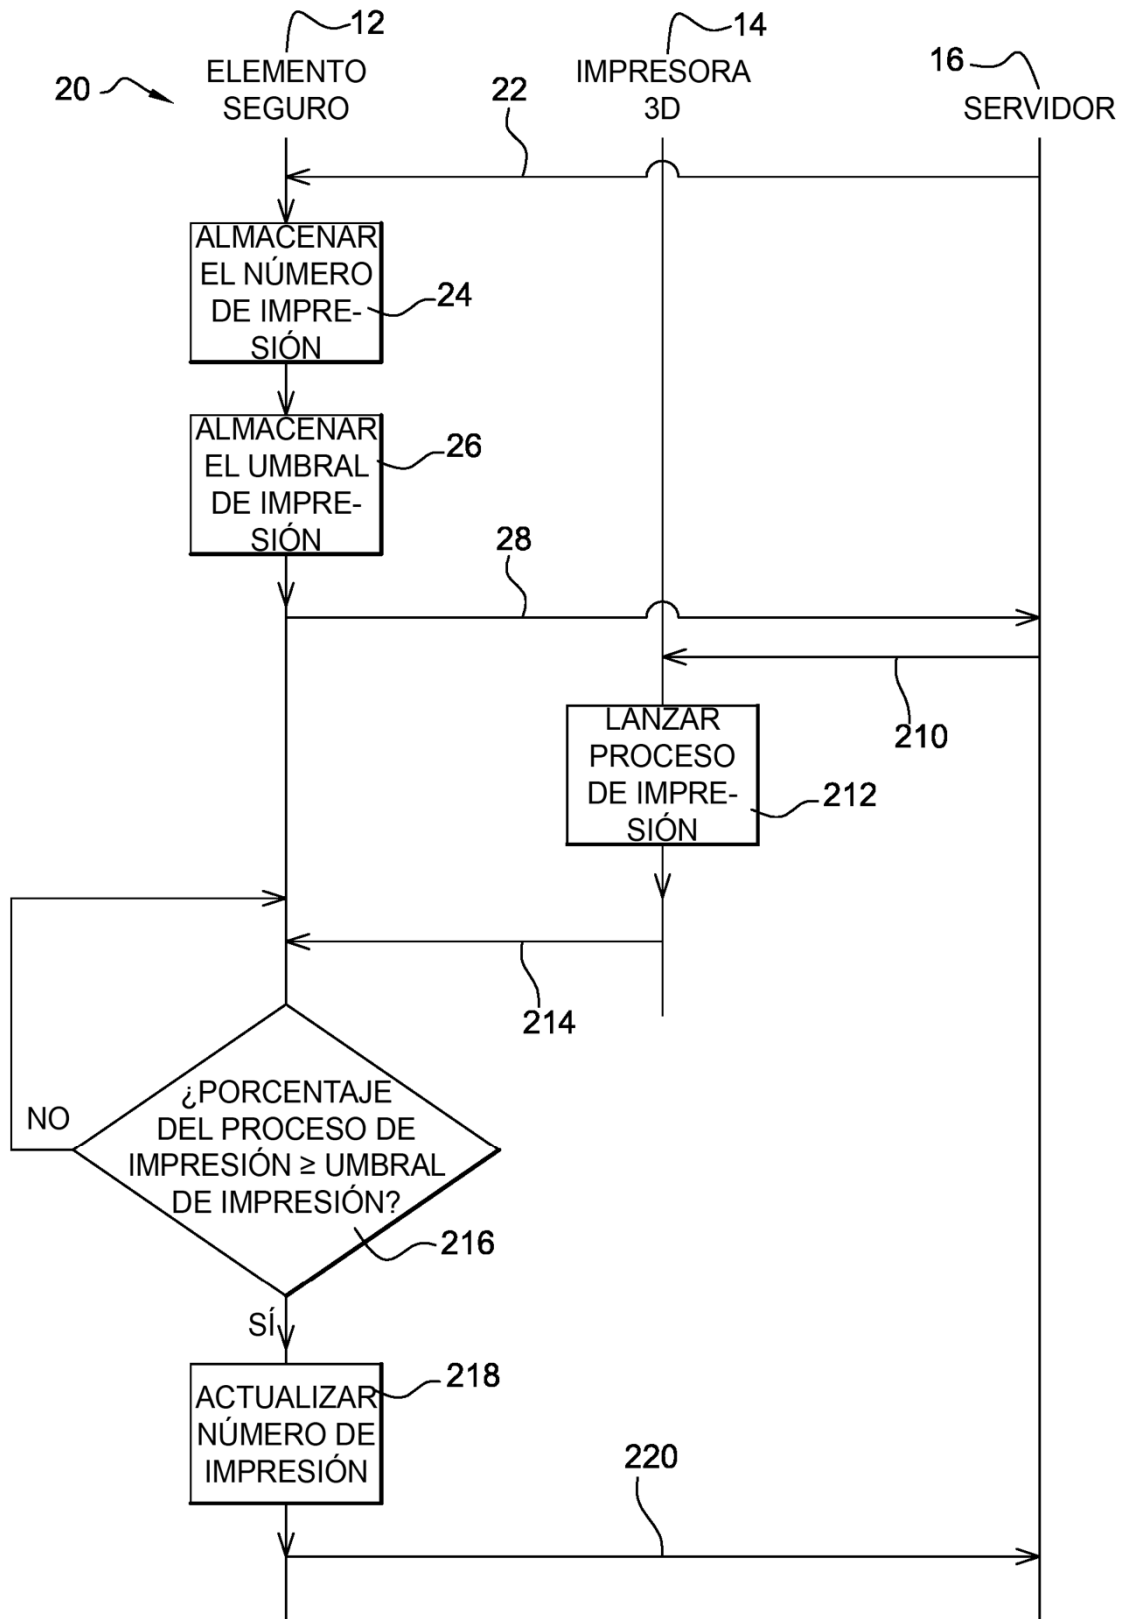 12
14
16
20
ELEMENTO
SEGURO
IMPRESORA
3D
SERVIDOR
22
ALMACENAR
EL NÚMERO
DE IMPRE-
SIÓN
24
ALMACENAR
EL UMBRAL
DE IMPRE-
SIÓN
26
28
210
LANZAR
PROCESO
DE IMPRE-
SIÓN
212
214
¿PORCENTAJE
DEL PROCESO DE
IMPRESIÓN ≥ UMBRAL
DE IMPRESIÓN?
NO
216
SÍ
218
ACTUALIZAR
NÚMERO DE
IMPRESIÓN
220